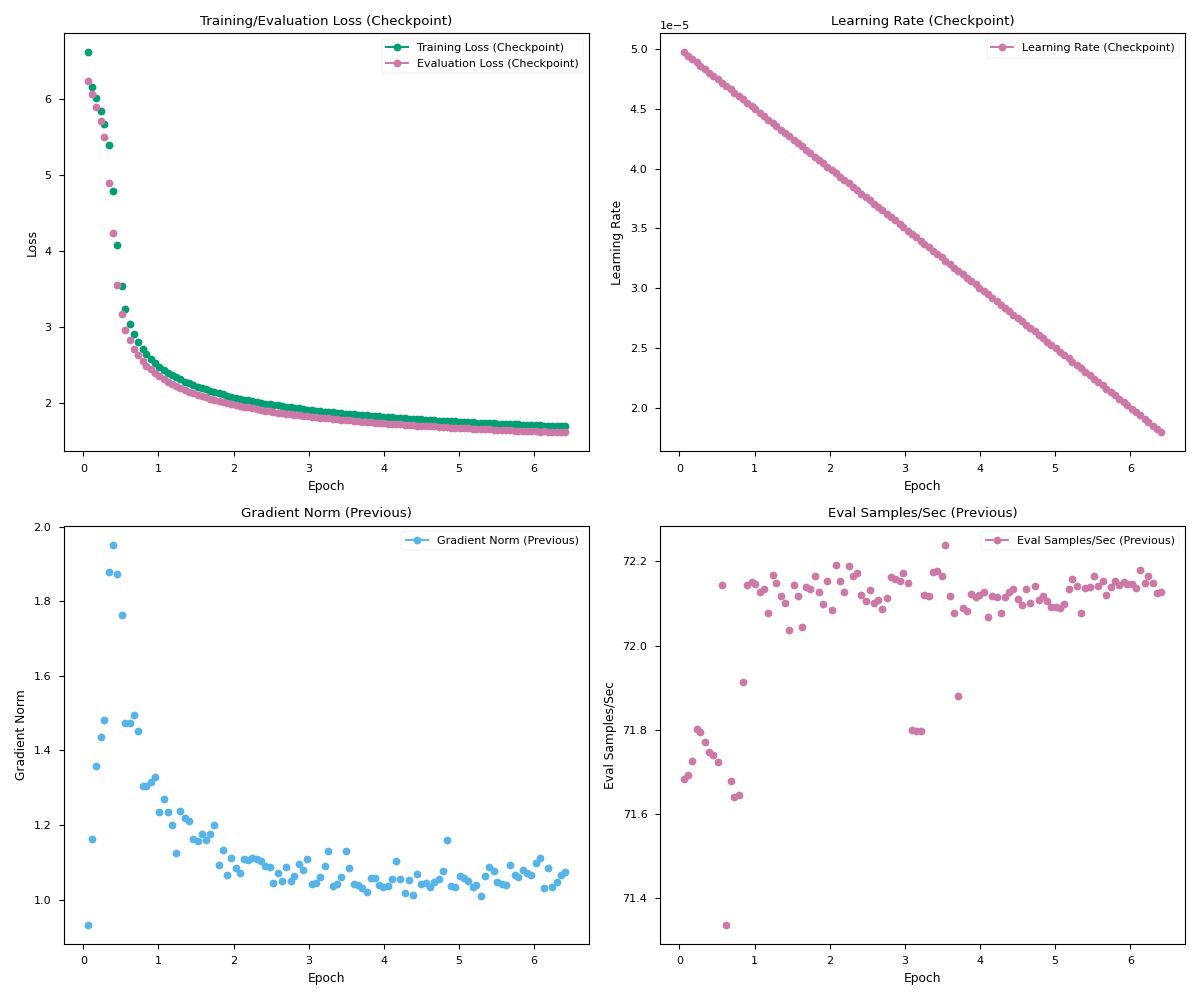 Training/Evaluation Loss (Checkpoint)
Training Loss (Checkpoint)
Evaluation Loss (Checkpoint)
Loss
6
5
4
3
2
0 1 2 3 4 5 6
Epoch
Learning Rate (Checkpoint)
1e−5
Learning Rate (Checkpoint)
Learning Rate
5.0
4.5
4.0
3.5
3.0
2.5
2.0
0 1 2 3 4 5 6
Epoch
Gradient Norm (Previous)
Gradient Norm (Previous)
Gradient Norm
2.0
1.8
1.6
1.4
1.2
1.0
0 1 2 3 4 5 6
Epoch
Eval Samples/Sec (Previous)
Eval Samples/Sec (Previous)
Eval Samples/Sec
72.2
72.0
71.8
71.6
71.4
0 1 2 3 4 5 6
Epoch